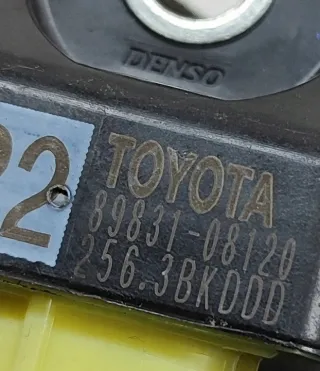 DENSO
22
TOYOTA
89831-08120
256.3BKDDD